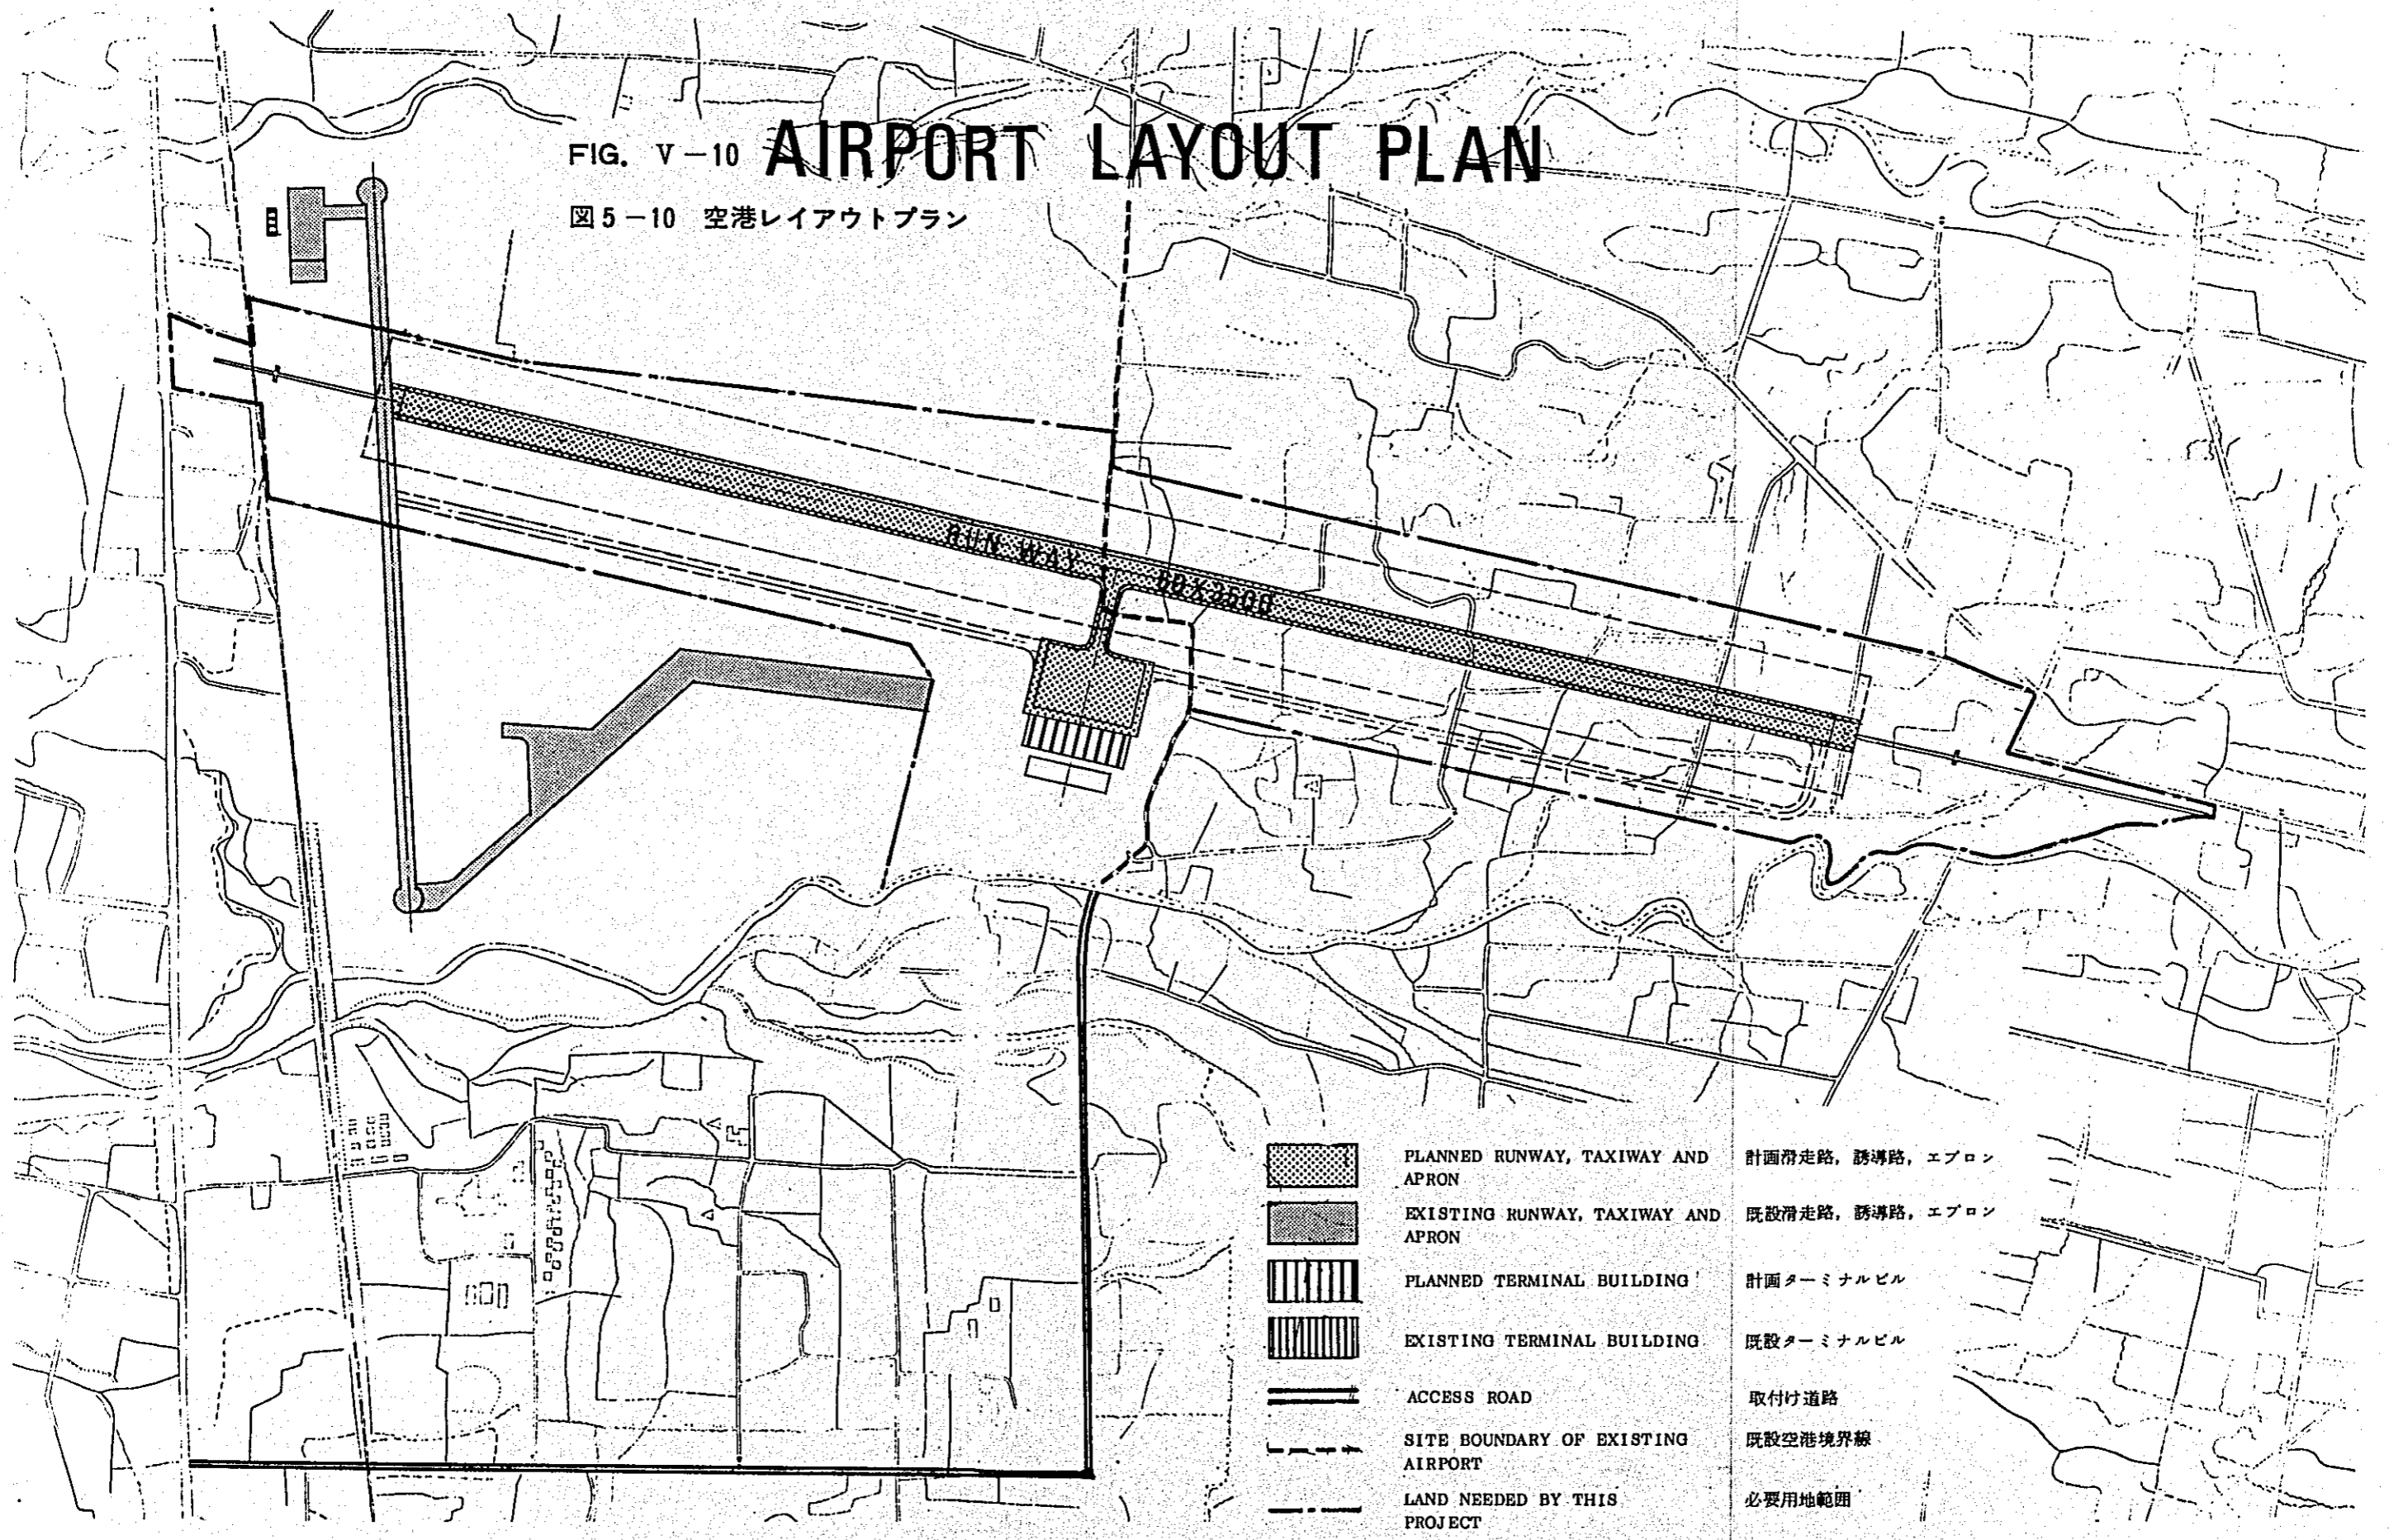 FIG. V-10 AIRPORT LAYOUT PLAN
図5-10 空港レイアウトプラン
RUN WAY 60X3500
PLANNED RUNWAY, TAXIWAY AND APRON 計画滑走路, 誘導路, エプロン
EXISTING RUNWAY, TAXIWAY AND APRON 既設滑走路, 誘導路, エプロン
PLANNED TERMINAL BUILDING 計画ターミナルビル
EXISTING TERMINAL BUILDING 既設ターミナルビル
ACCESS ROAD 取付け道路
SITE BOUNDARY OF EXISTING AIRPORT 既設空港境界線
LAND NEEDED BY THIS PROJECT 必要用地範囲